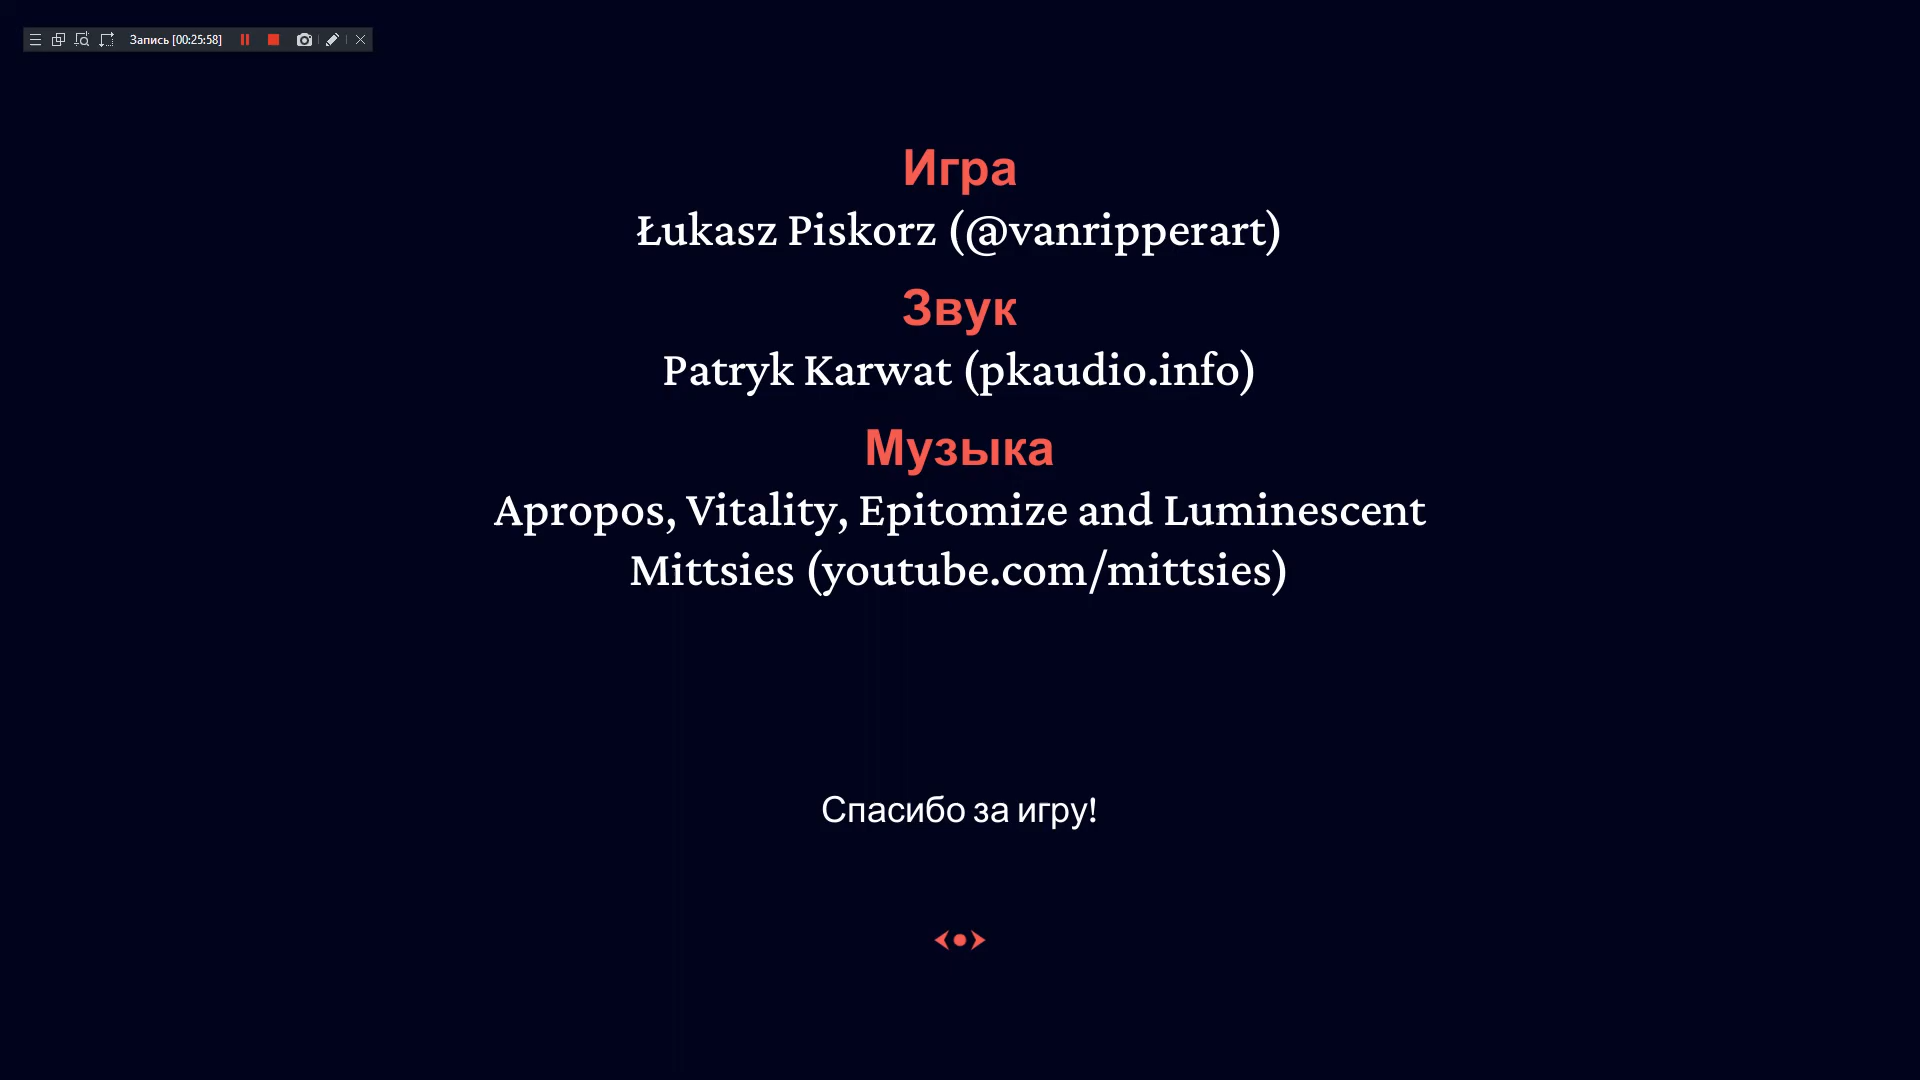 Запись [00:25:58]
Игра
Łukasz Piskorz (@vanripperart)
Звук
Patryk Karwat (pkaudio.info)
Музыка
Apropos, Vitality, Epitomize and Luminescent
Mittsies (youtube.com/mittsies)
Спасибо за игру!